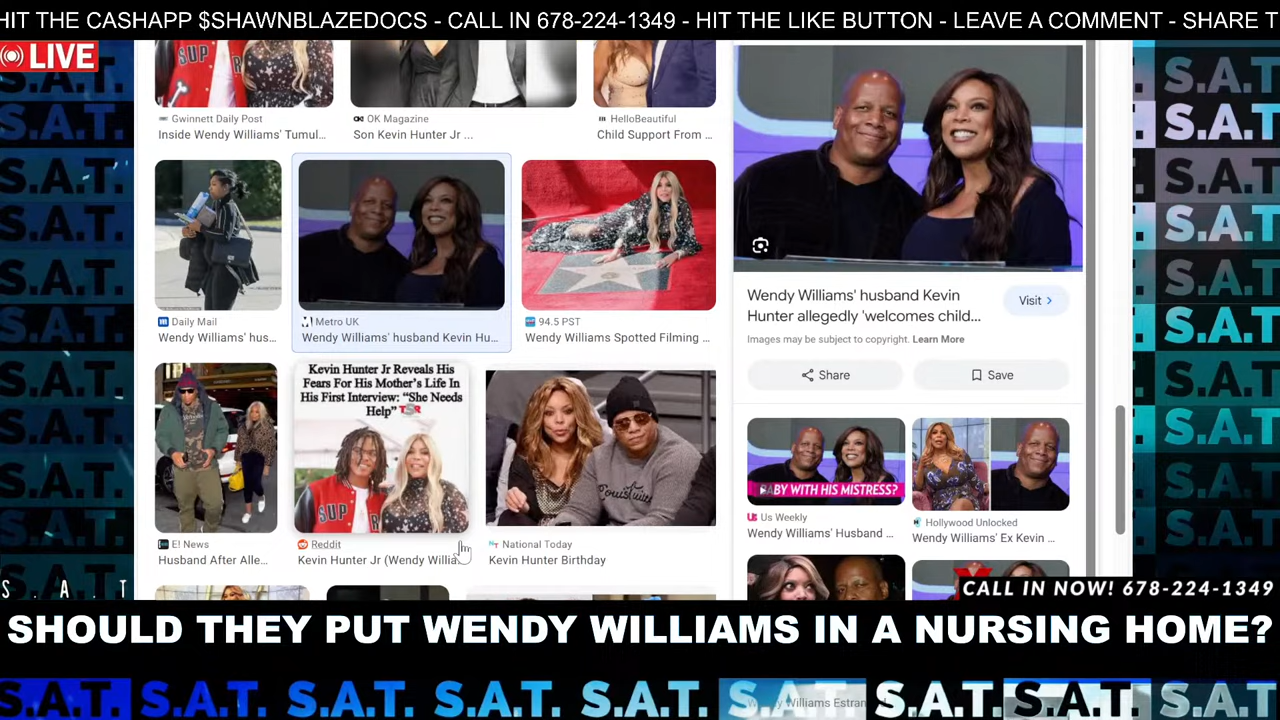 HIT THE CASHAPP $SHAWNBLAZEDOCS - CALL IN 678-224-1349 - HIT THE LIKE BUTTON - LEAVE A COMMENT - SHARE T
LIVE
Gwinnett Daily Post
Inside Wendy Williams' Tumul...
OK Magazine
Son Kevin Hunter Jr ...
HelloBeautiful
Child Support From ...
Daily Mail
Wendy Williams' hus...
Metro UK
Wendy Williams' husband Kevin Hu...
94.5 PST
Wendy Williams Spotted Filming ...
Kevin Hunter Jr Reveals His
Fears For His Mother's Life In
His First Interview: “She Needs
Help” TSR
SUP R
E! News
Husband After Alle...
Reddit
Kevin Hunter Jr (Wendy Willia
National Today
Kevin Hunter Birthday
Wendy Williams' husband Kevin
Hunter allegedly 'welcomes child...
Visit
Images may be subject to copyright. Learn More
Share
Save
BABY WITH HIS MISTRESS?
Us Weekly
Wendy Williams' Husband ...
Hollywood Unlocked
Wendy Williams' Ex Kevin ...
S . A . T
CALL IN NOW! 678-224-1349
SHOULD THEY PUT WENDY WILLIAMS IN A NURSING HOME?
S.A.T. S.A.T. S.A.T. S.A.T. S.A.T. S.A.T. S.A.T. S.A.T. S.A.T